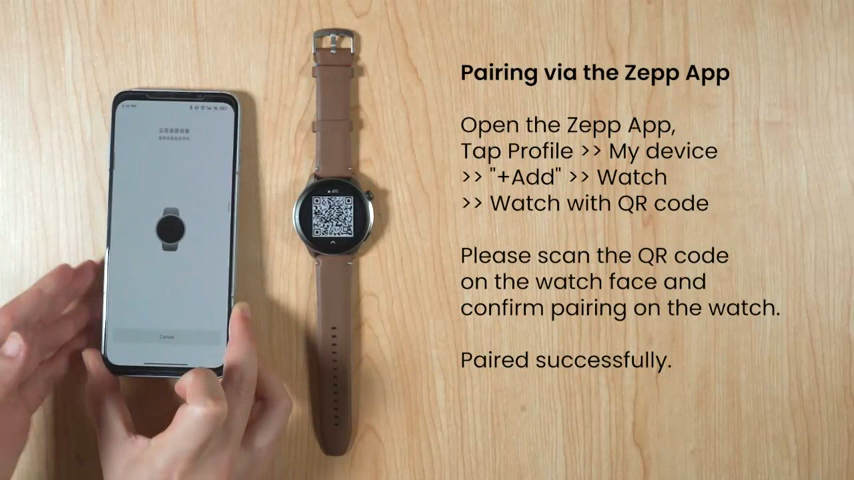 Pairing via the Zepp App
Open the Zepp App,
Tap Profile >> My device
>> "+Add" >> Watch
>> Watch with QR code
Please scan the QR code
on the watch face and
confirm pairing on the watch.
Paired successfully.
Cancel